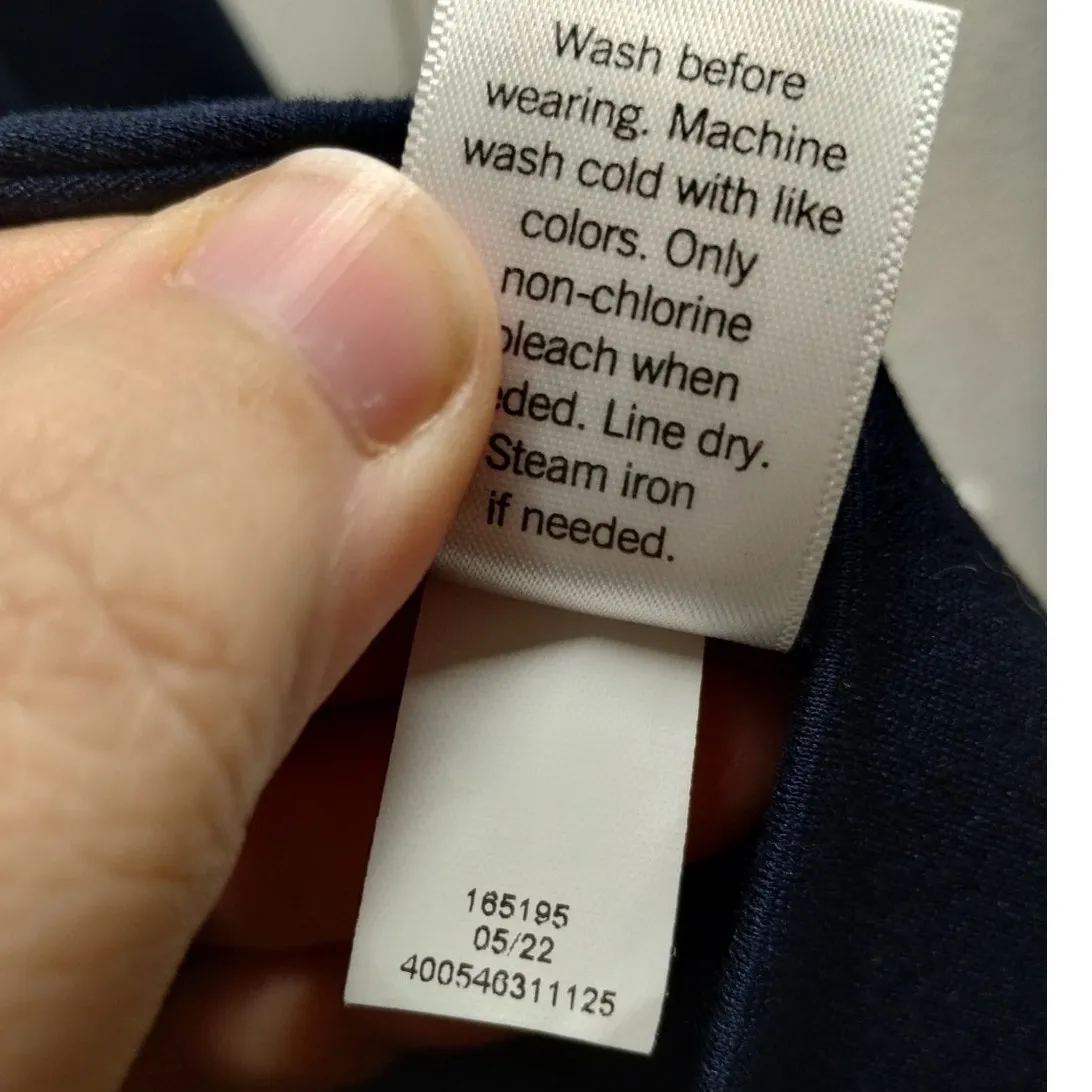 Wash before
wearing. Machine
wash cold with like
colors. Only
non-chlorine
bleach when
eded. Line dry.
Steam iron
if needed.
165195
05/22
400546311125